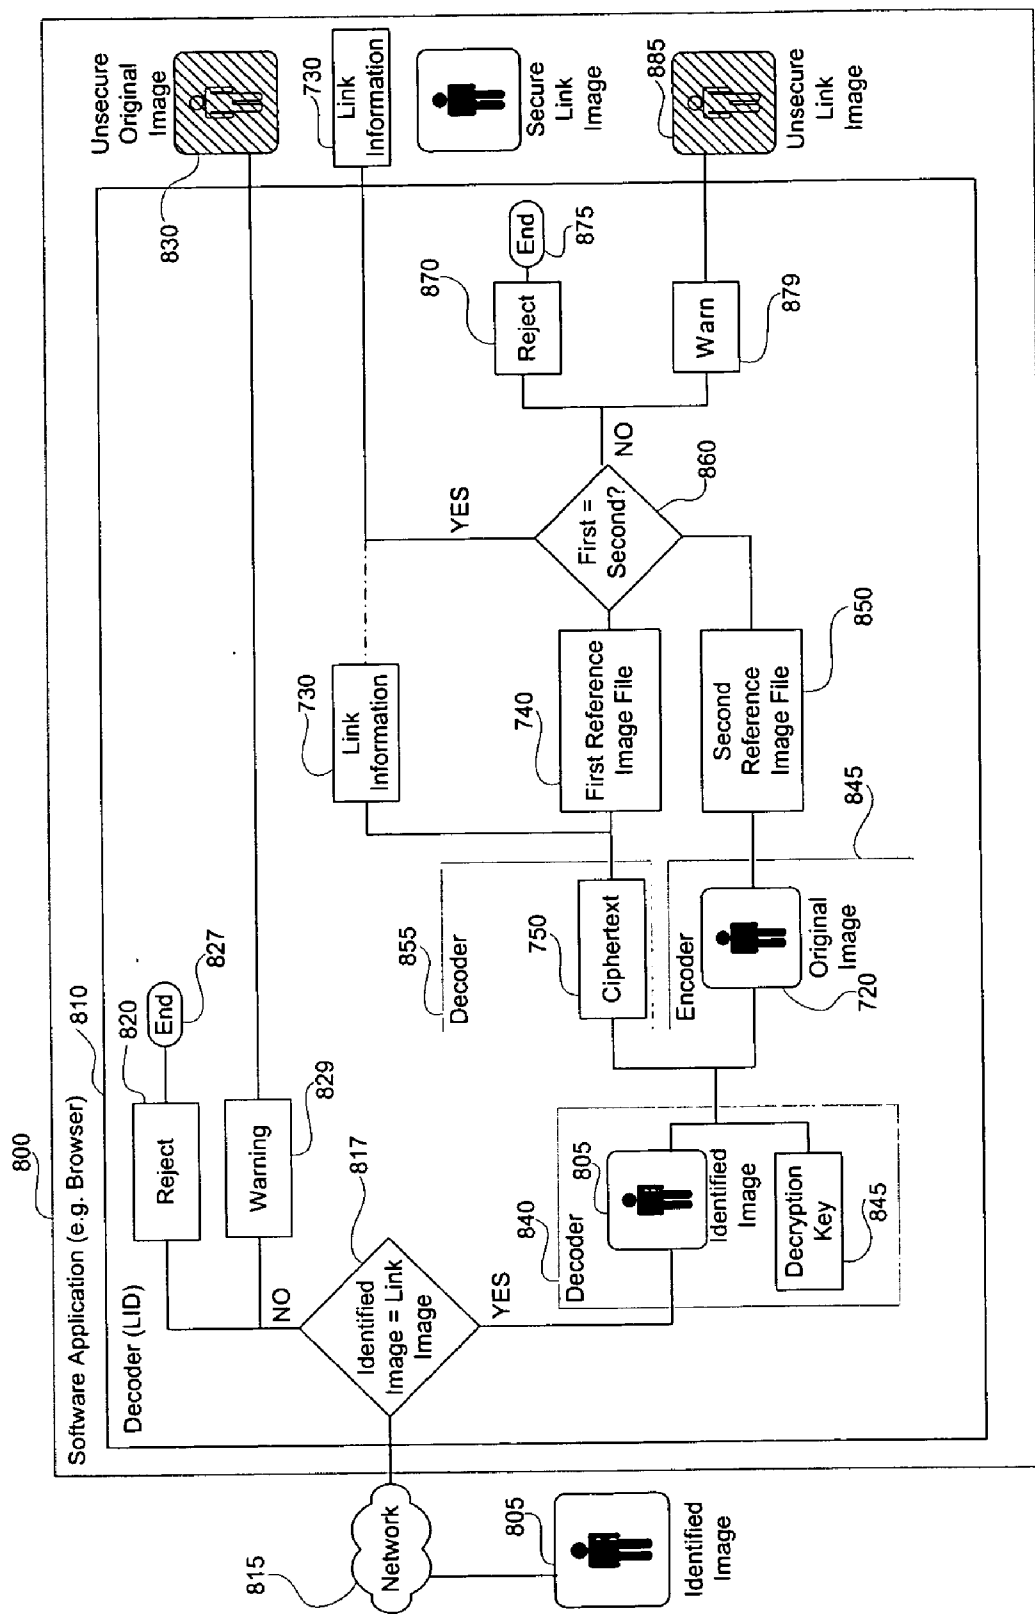 800
Software Application (e.g. Browser)
810
Decoder (LID)
820
Reject
End
827
Warning
829
NO
817
Identified
Image = Link
Image
YES
815
Network
805
Identified
Image
840
Decoder
805
Identified
Image
Decryption
Key
845
855
Decoder
750
Ciphertext
Encoder
Original
Image
720
845
730
Link
Information
740
First Reference
Image File
Second
Reference
Image File
850
First =
Second?
860
YES
NO
870
Reject
End
875
Warn
879
Unsecure
Original
Image
830
730
Link
Information
Secure
Link
Image
885
Unsecure
Link
Image